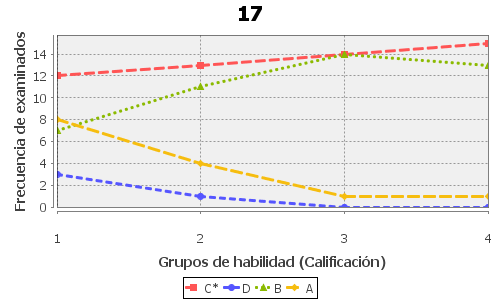 17
Frecuencia de examinados
14
12
10
8
6
4
2
0
1 2 3 4
Grupos de habilidad (Calificación)
C* D B A